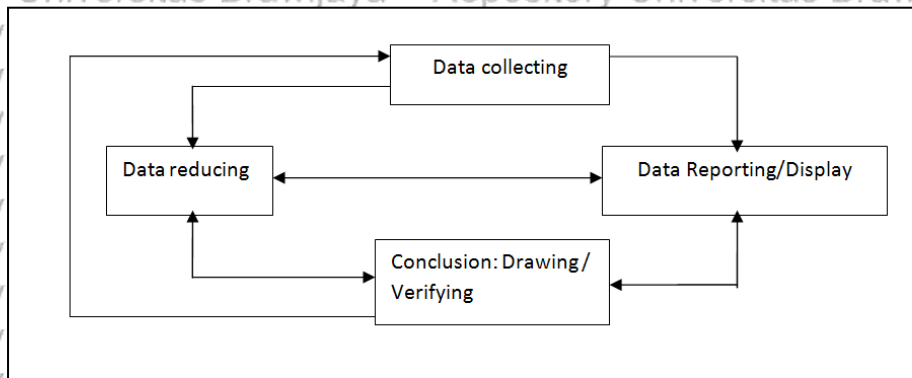 Data collecting
Data reducing
Data Reporting/Display
Conclusion: Drawing/
Verifying